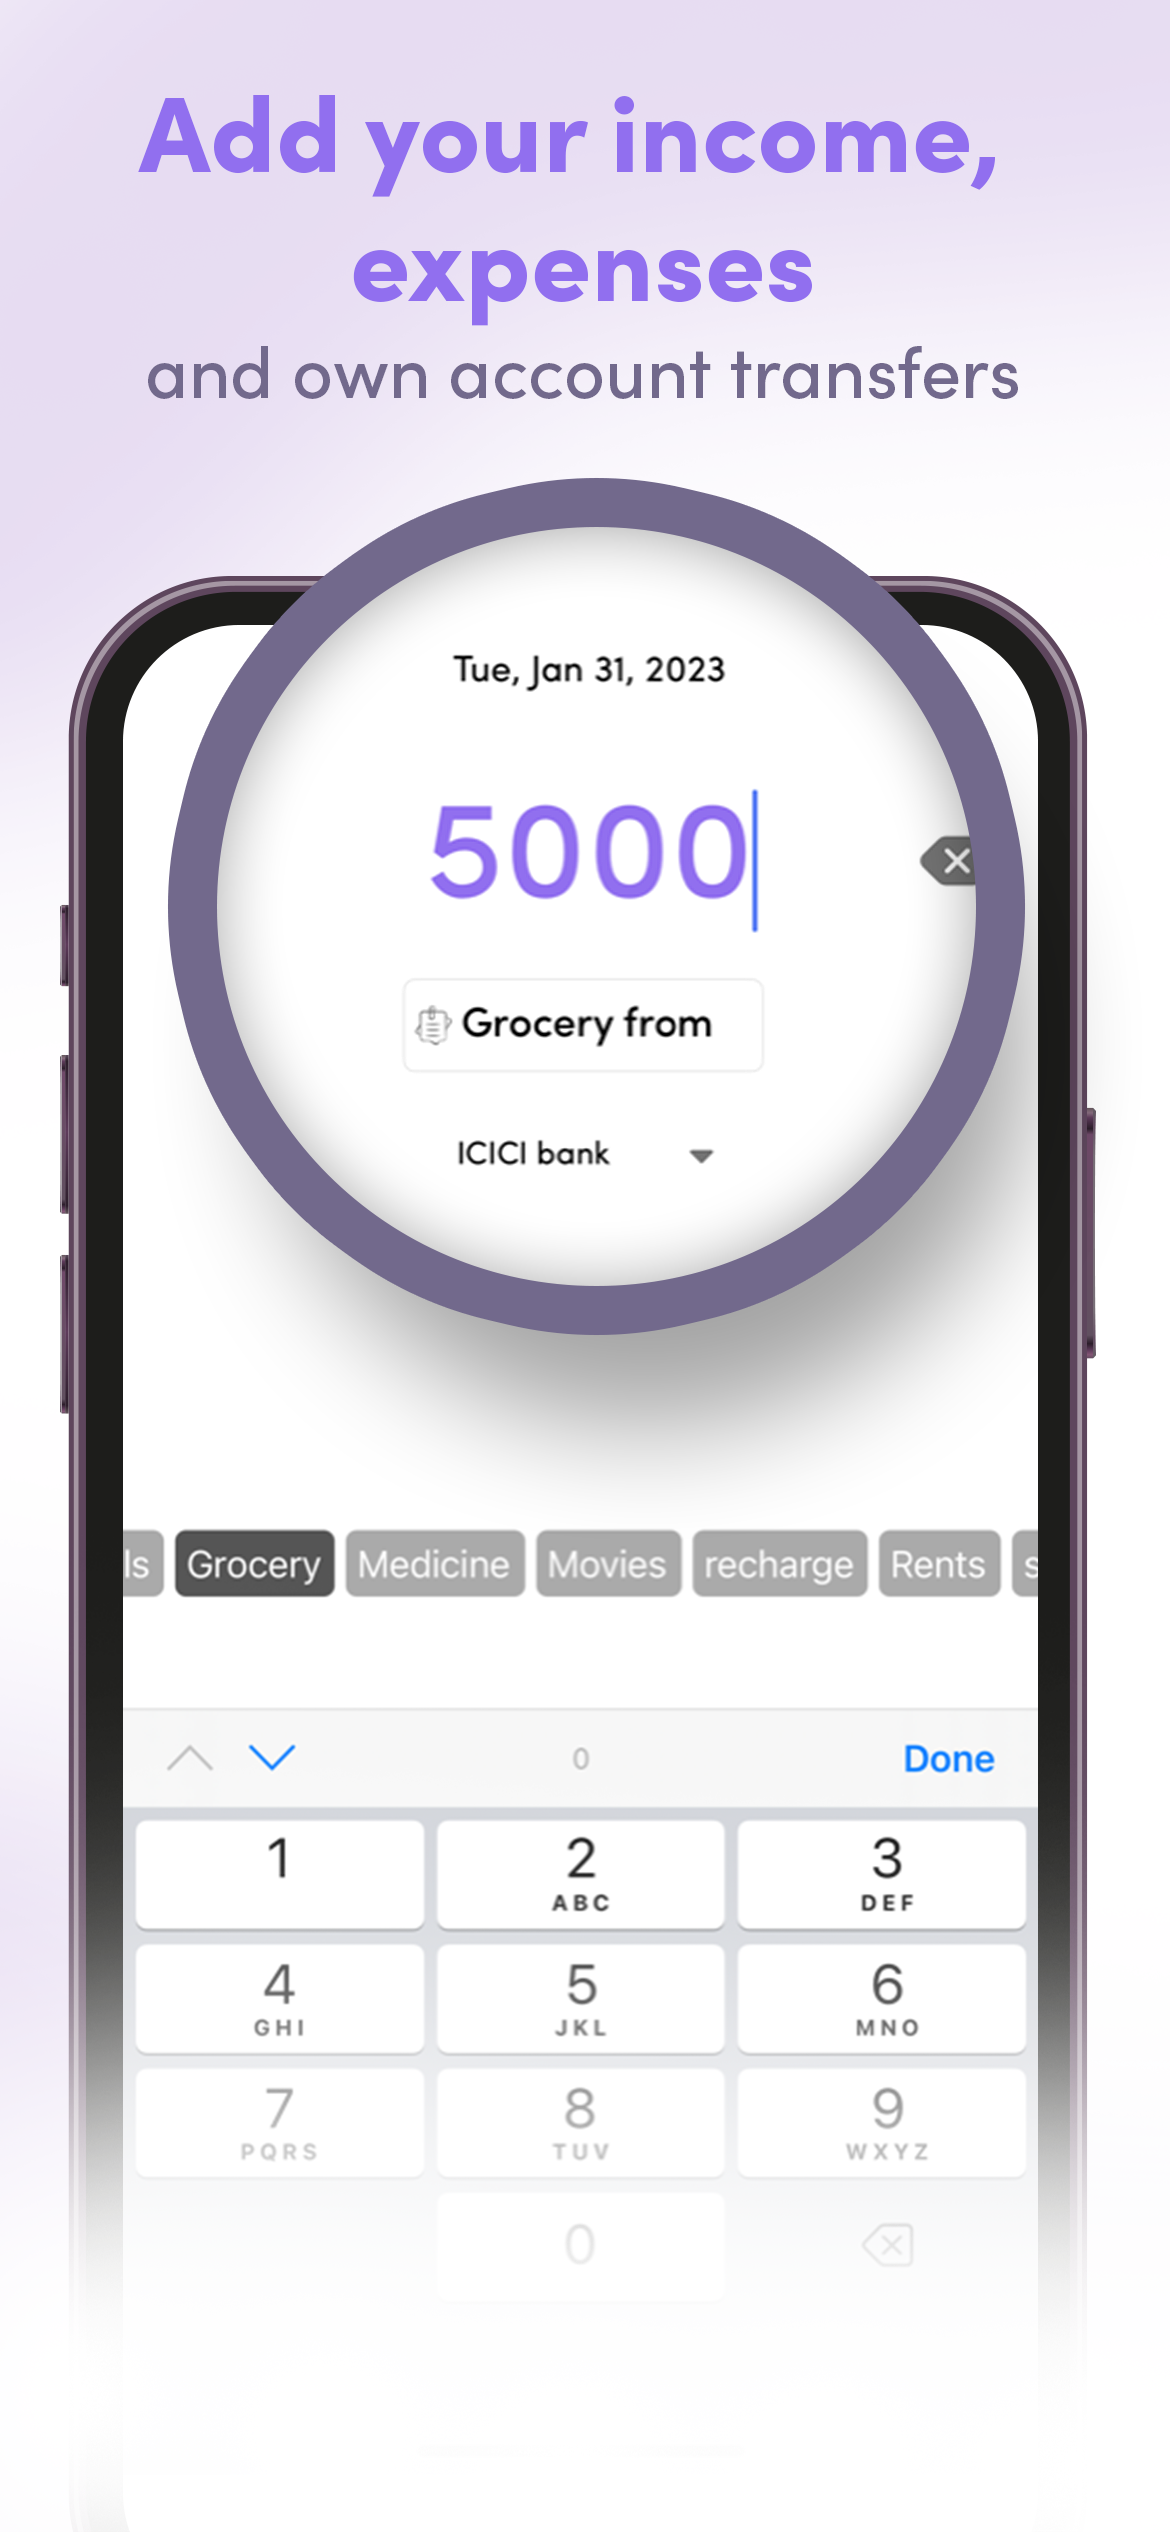 Add your income,
expenses
and own account transfers
Tue, Jan 31, 2023
5000
Grocery from
ICICI bank
ls Grocery Medicine Movies recharge Rents s
0 Done
1 2 3
ABC DEF
4 5 6
GHI JKL MNO
7 8 9
PQRS TUV WXYZ
0